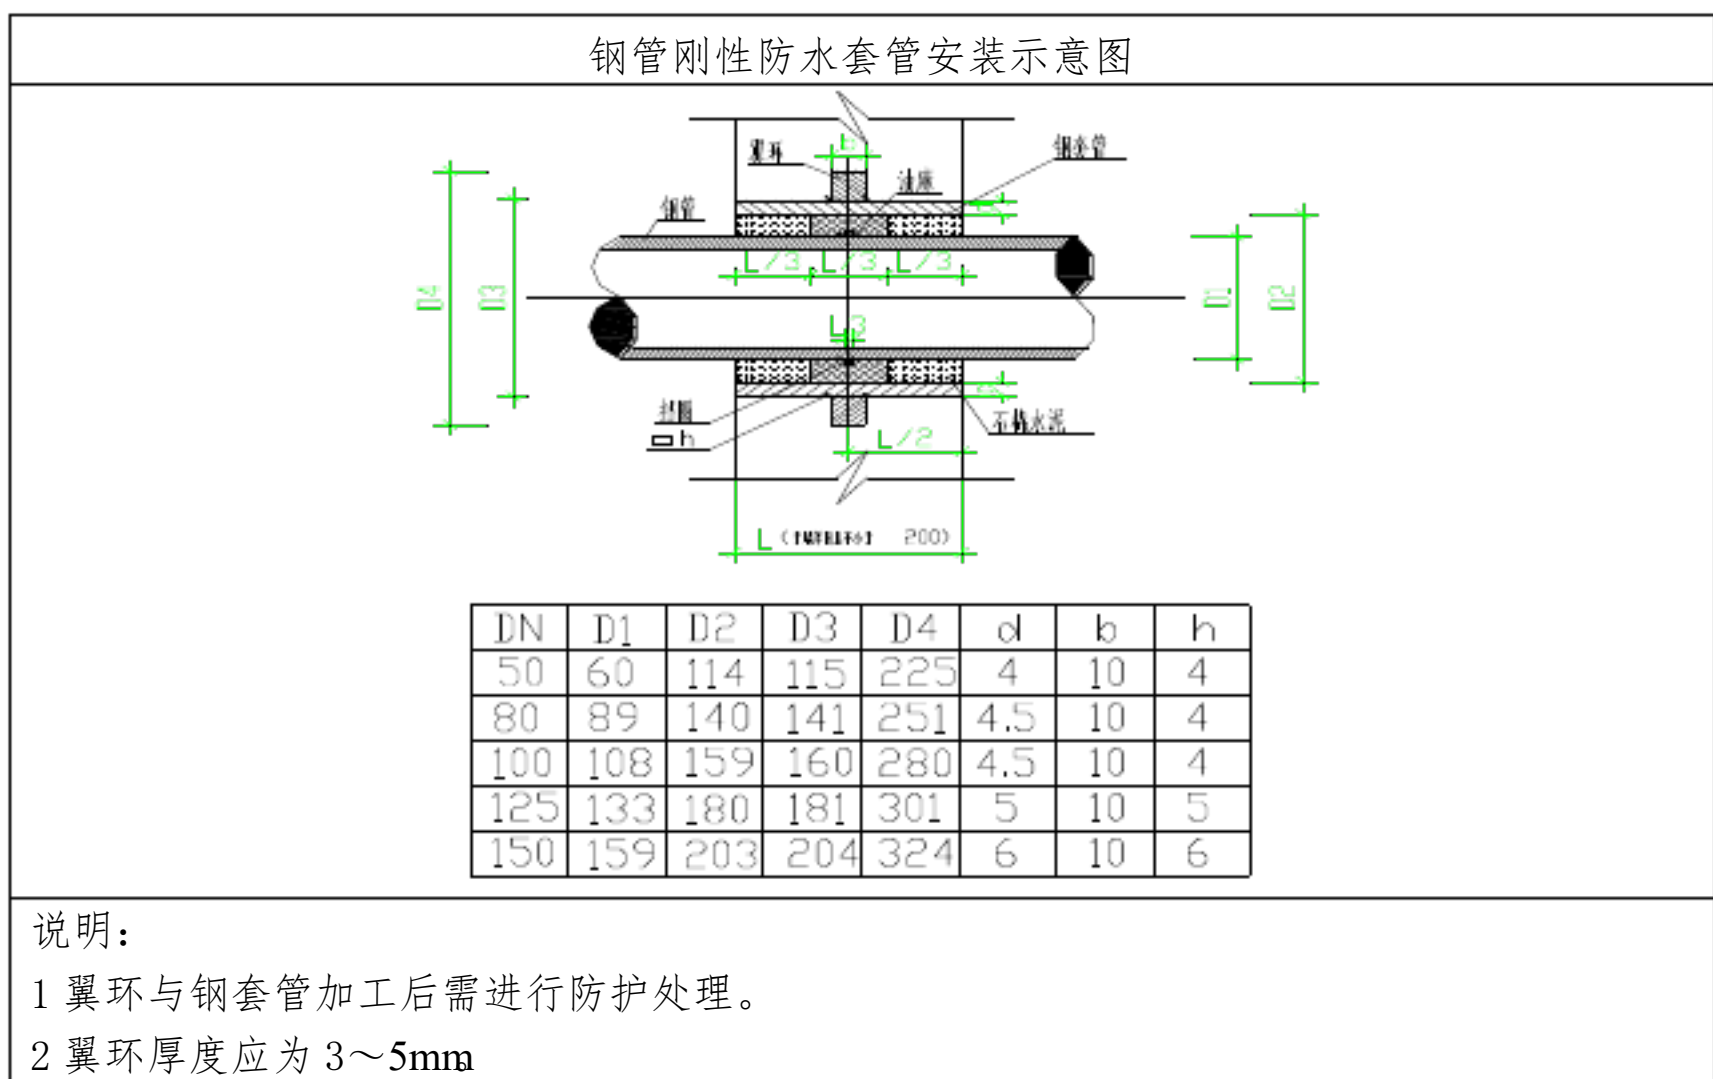 钢管刚性防水套管安装示意图
翼环
b
钢套管
油麻
钢管
L/3 L/3 L/3
D4
D3
D1
D2
L3
挡圈
h
石棉水泥
L/2
L
200)
DN D1 D2 D3 D4 d b h
50 60 114 115 225 4 10 4
80 89 140 141 251 4.5 10 4
100 108 159 160 280 4.5 10 4
125 133 180 181 301 5 10 5
150 159 203 204 324 6 10 6
说明：
1 翼环与钢套管加工后需进行防护处理。
2 翼环厚度应为 3～5mm。